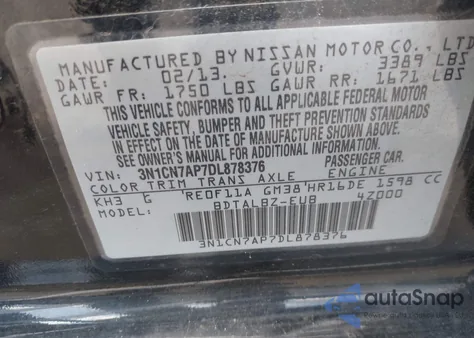 MANUFACTURED BY NISSAN MOTOR CO., LTD
DATE: 02/13. GVWR: 3389 LBS
GAWR FR: 1750 LBS GAWR RR: 1671 LBS
THIS VEHICLE CONFORMS TO ALL APPLICABLE FEDERAL MOTOR
VEHICLE SAFETY, BUMPER AND THEFT PREVENTION STANDARDS
IN EFFECT ON THE DATE OF MANUFACTURE SHOWN ABOVE.
SEE OWNER'S MANUAL FOR ADDITIONAL INFORMATION
VIN: 3N1CN7AP7DL878376 PASSENGER CAR.
COLOR TRIM TRANS AXLE ENGINE
KH3 G RE0F11A GM38 HR16DE 1598 CC
MODEL: BDTALBZ-EUB 4Z000
3N1CN7AP7DL878376
autoSnap